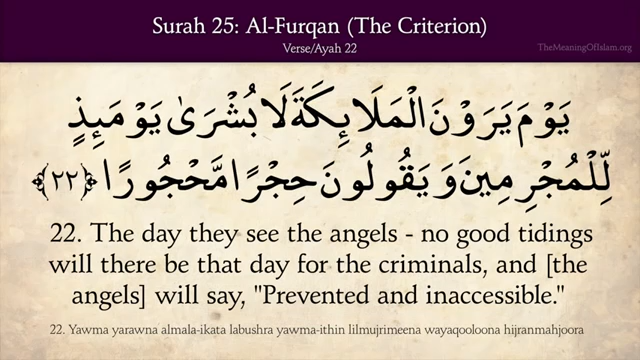 Surah 25: Al-Furqan (The Criterion)
Verse/Ayah 22
TheMeaningOfIslam.org
يَوْمَ يَرَوْنَ الْمَلَائِكَةَ لَا بُشْرَىٰ يَوْمَئِذٍ
لِّلْمُجْرِمِينَ وَيَقُولُونَ حِجْرًا مَّحْجُورًا ﴿٢٢﴾
22. The day they see the angels - no good tidings
will there be that day for the criminals, and [the
angels] will say, "Prevented and inaccessible."
22. Yawma yarawna almala-ikata labushra yawma-ithin lilmujrimeena wayaqooloona hijranmahjoora